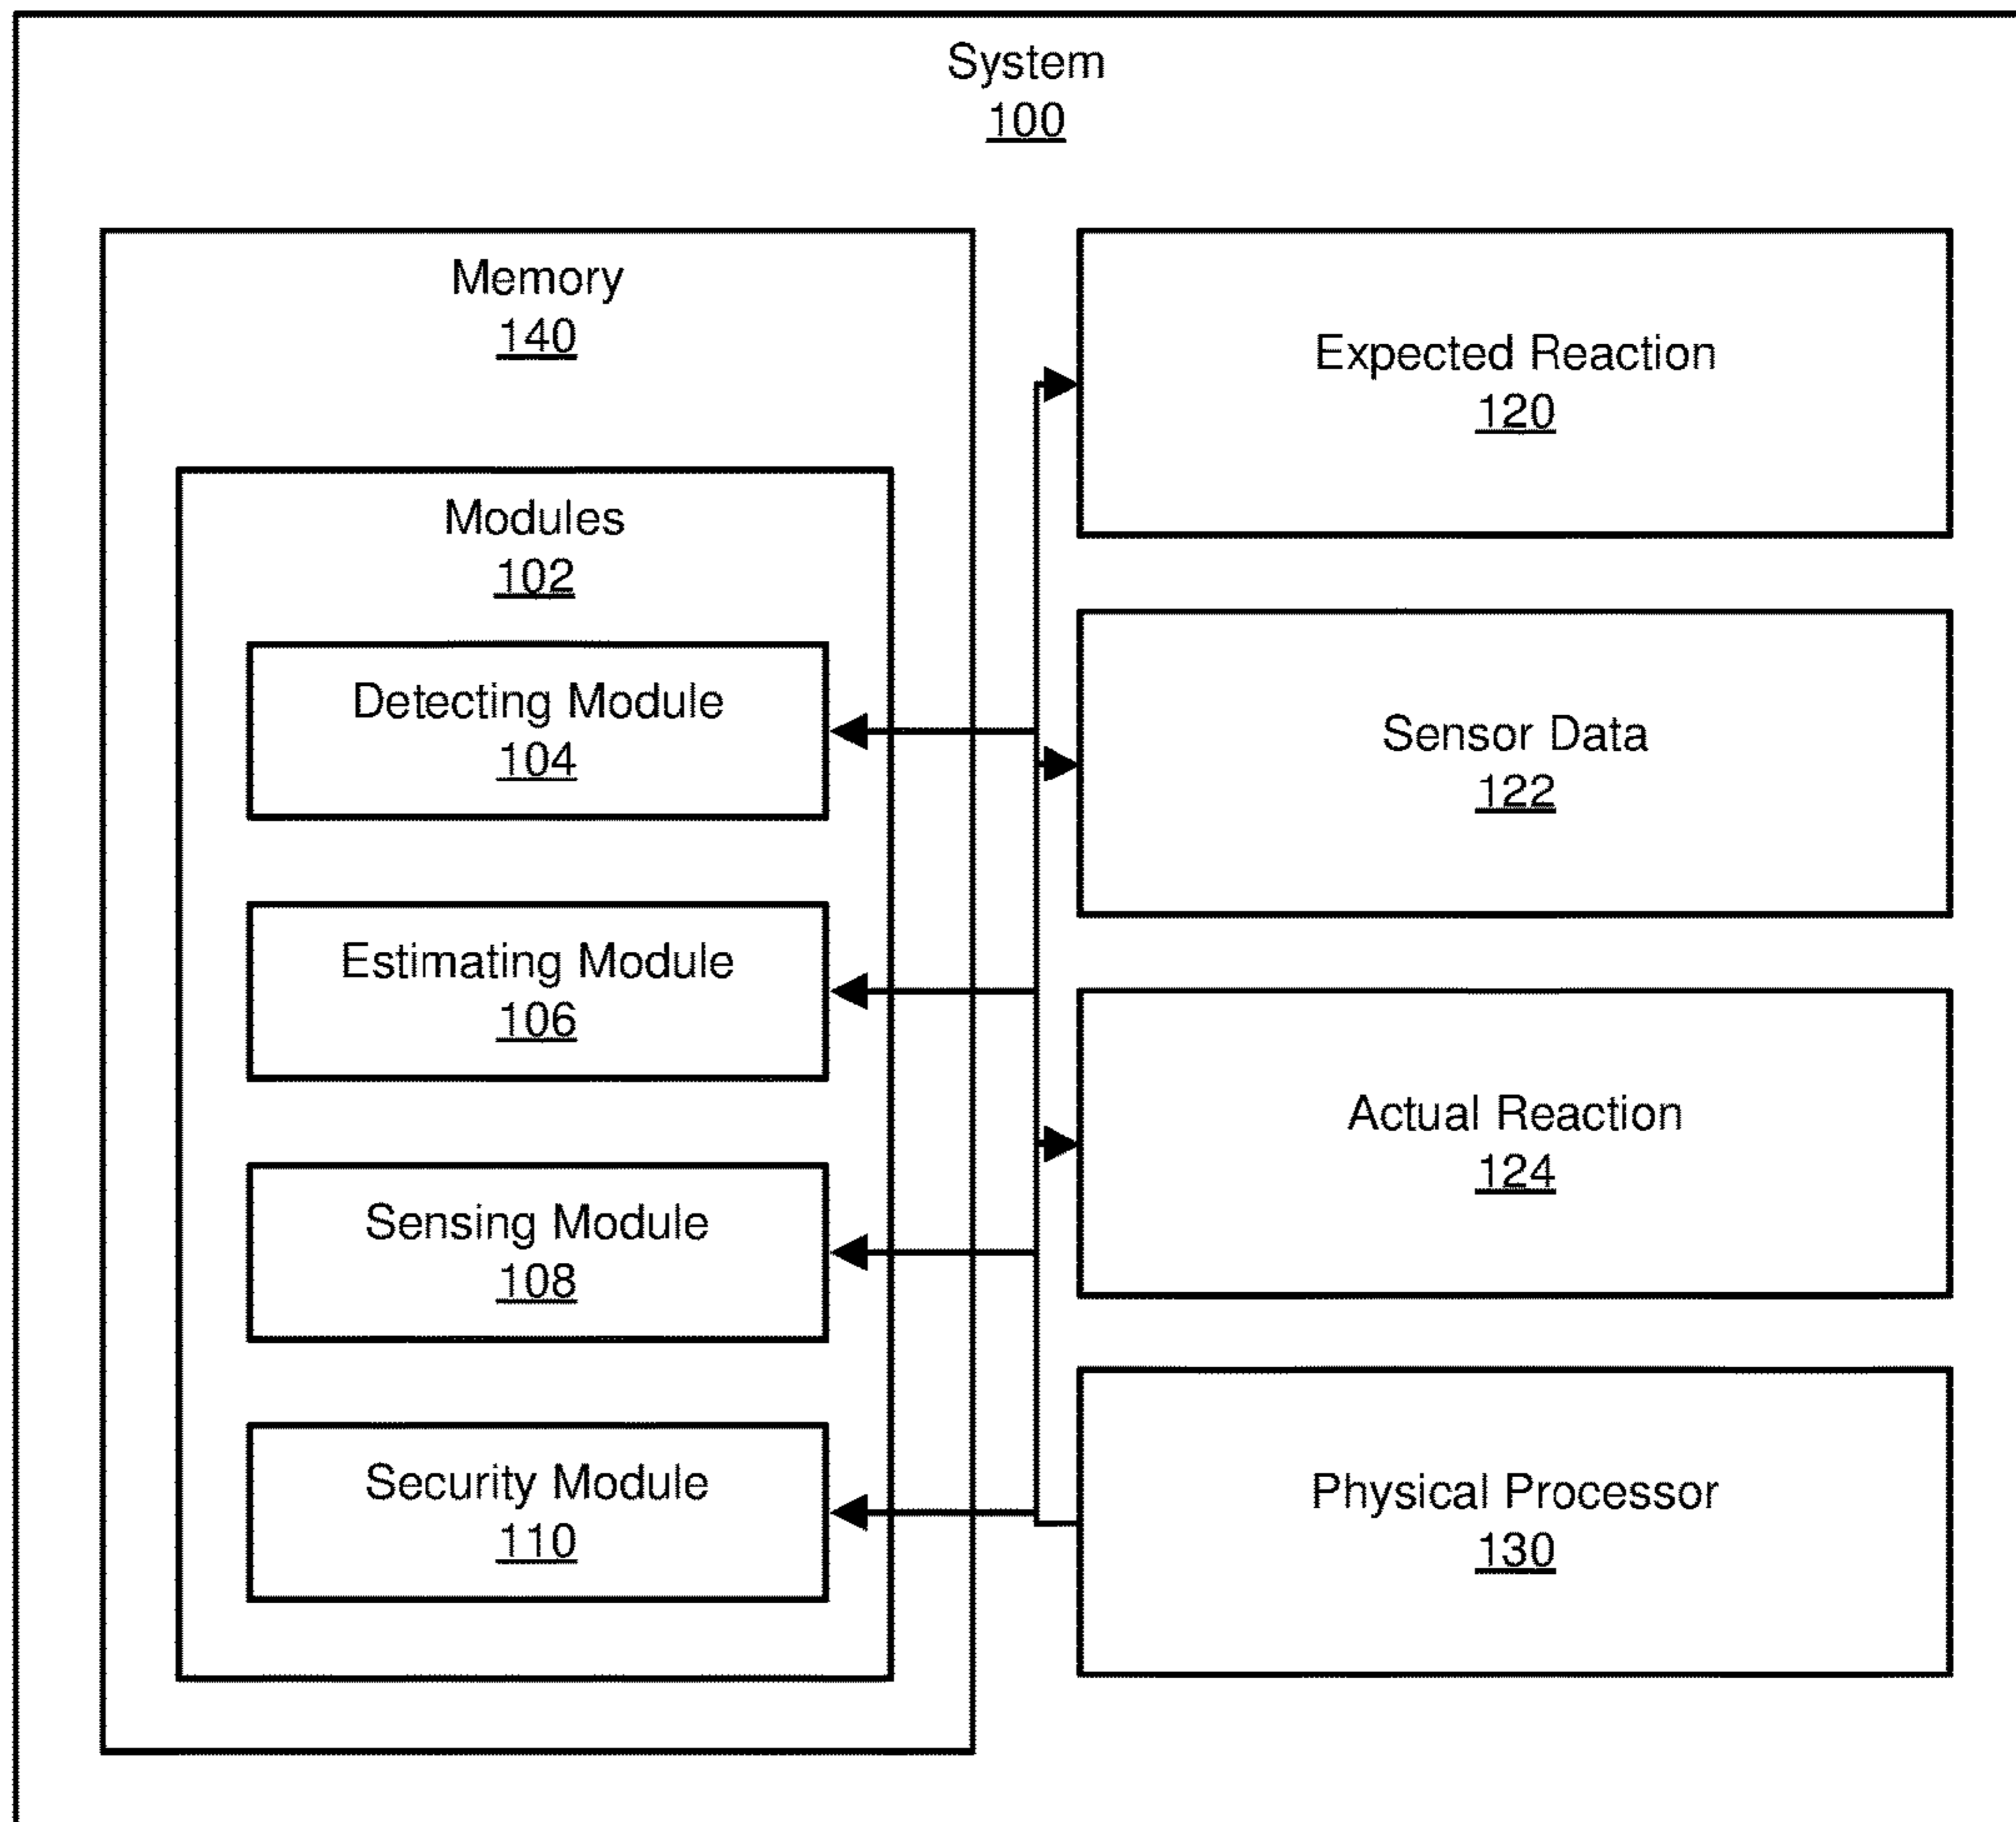 System
100
Memory
140
Modules
102
Detecting Module
104
Estimating Module
106
Sensing Module
108
Security Module
110
Expected Reaction
120
Sensor Data
122
Actual Reaction
124
Physical Processor
130